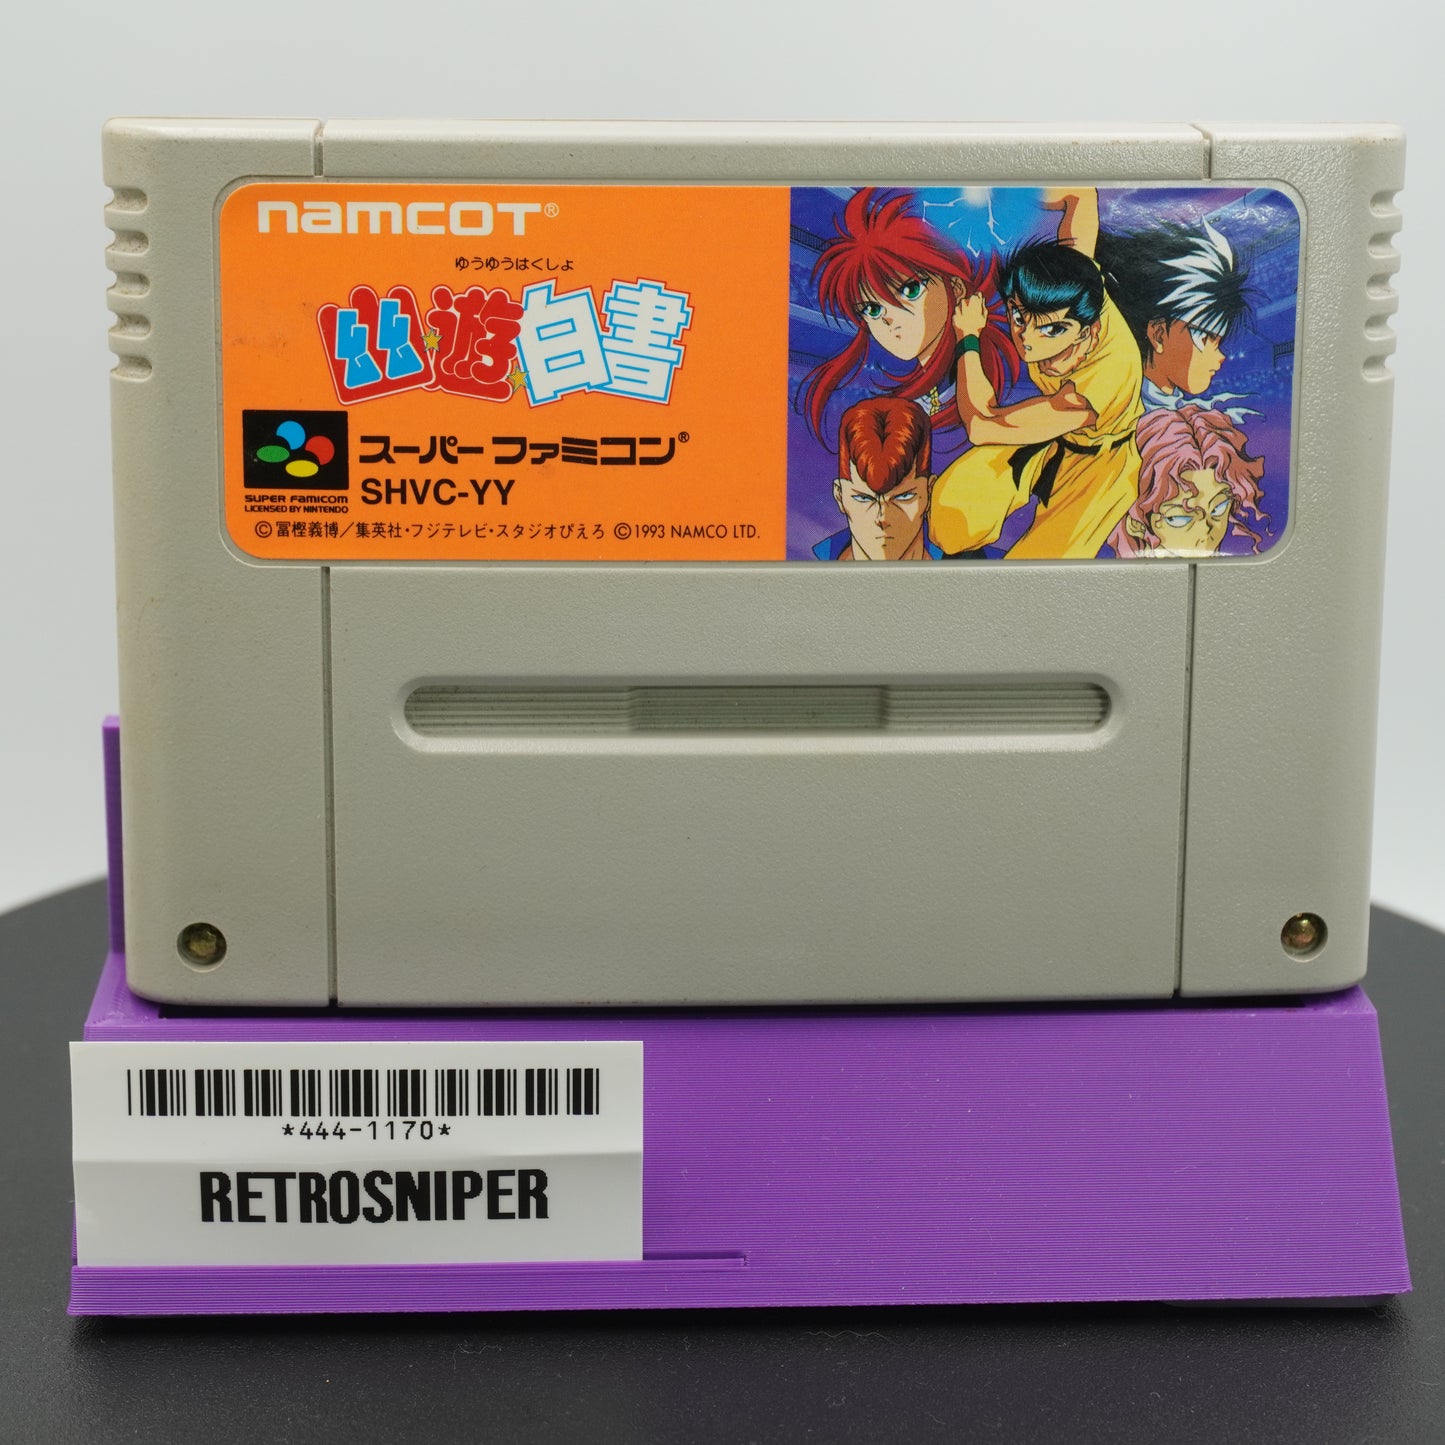 namcot®
ゆうゆうはくしょ
幽★遊★白書
スーパーファミコン®
SUPER FAMICOM
LICENSED BY NINTENDO
SHVC-YY
©冨樫義博／集英社・フジテレビ・スタジオぴえろ ©1993 NAMCO LTD.
*444-1170*
RETROSNIPER